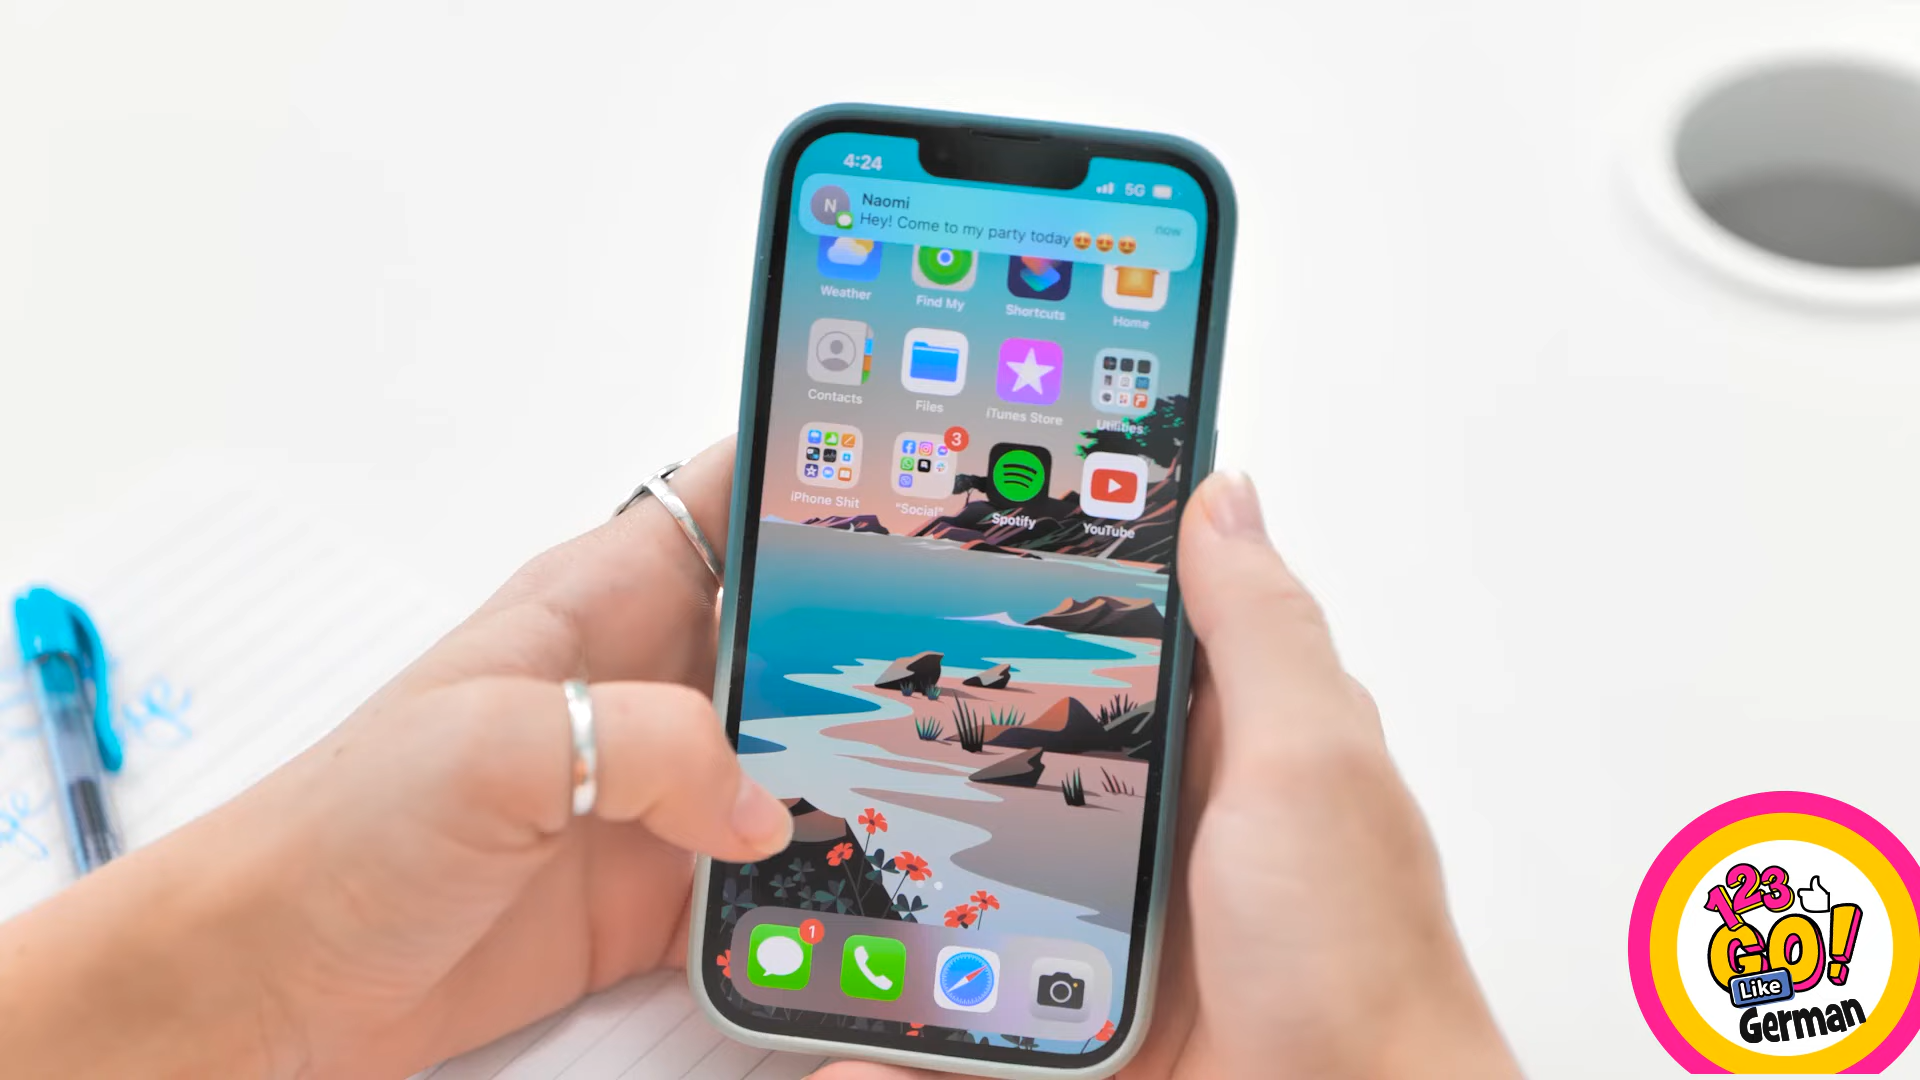 4:24
5G
N
Naomi
now
Hey! Come to my party today😍😍😍
Weather
Find My
Shortcuts
Home
Contacts
Files
iTunes Store
Utilities
3
iPhone Shit
"Social"
Spotify
YouTube
1
123
GO!
Like
German